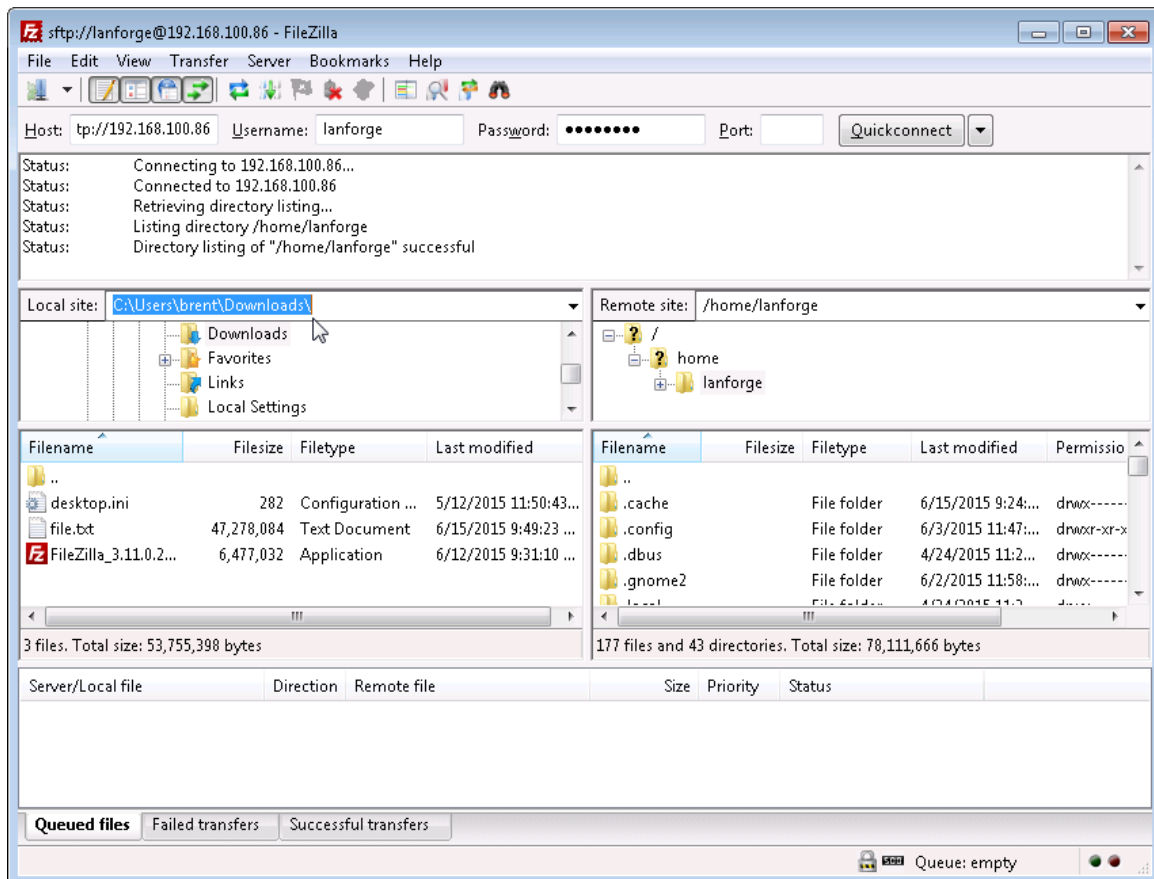 sftp://lanforge@192.168.100.86 - FileZilla
File Edit View Transfer Server Bookmarks Help
Host: tp://192.168.100.86 Username: lanforge Password: ●●●●●●●● Port: Quickconnect
Status: Connecting to 192.168.100.86...
Status: Connected to 192.168.100.86
Status: Retrieving directory listing...
Status: Listing directory /home/lanforge
Status: Directory listing of "/home/lanforge" successful
Local site: C:\Users\brent\Downloads\
Downloads
Favorites
Links
Local Settings
Remote site: /home/lanforge
? /
? home
lanforge
Filename Filesize Filetype Last modified
..
desktop.ini 282 Configuration ... 5/12/2015 11:50:43...
file.txt 47,278,084 Text Document 6/15/2015 9:49:23 ...
FileZilla_3.11.0.2... 6,477,032 Application 6/12/2015 9:31:10 ...
3 files. Total size: 53,755,398 bytes
Filename Filesize Filetype Last modified Permissio
..
.cache File folder 6/15/2015 9:24:... drwx------
.config File folder 6/3/2015 11:47:... drwxr-xr-x
.dbus File folder 4/24/2015 11:2... drwx------
.gnome2 File folder 6/2/2015 11:58:... drwx------
177 files and 43 directories. Total size: 78,111,666 bytes
Server/Local file Direction Remote file Size Priority Status
Queued files Failed transfers Successful transfers
Queue: empty